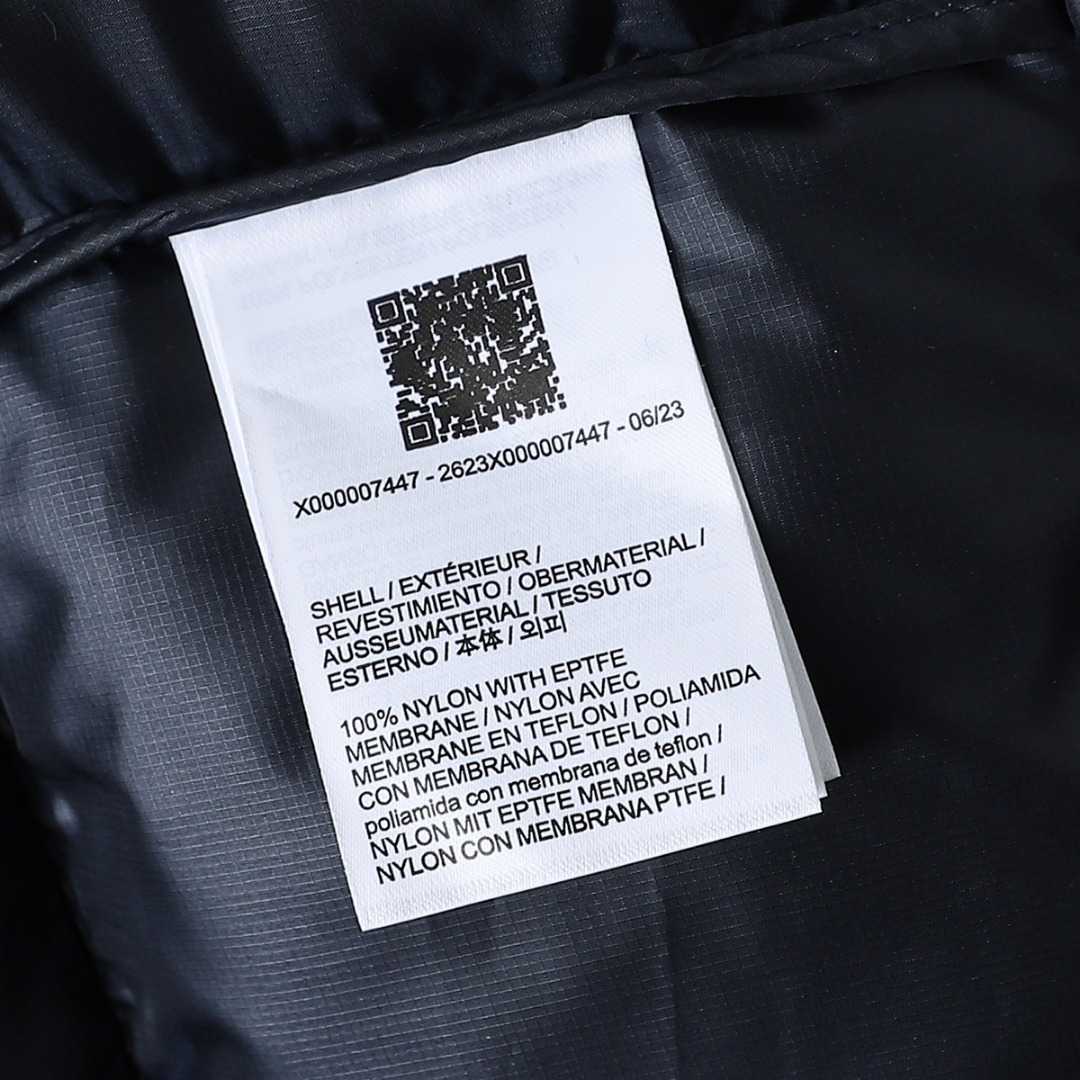 X000007447 - 2623X000007447 - 06/23
SHELL / EXTÉRIEUR /
REVESTIMIENTO / OBERMATERIAL /
AUSSEUMATERIAL / TESSUTO
ESTERNO / 本体 / 외피
100% NYLON WITH EPTFE
MEMBRANE / NYLON AVEC
MEMBRANE EN TEFLON / POLIAMIDA
CON MEMBRANA DE TEFLON /
poliamida con membrana de teflon /
NYLON MIT EPTFE MEMBRAN /
NYLON CON MEMBRANA PTFE /